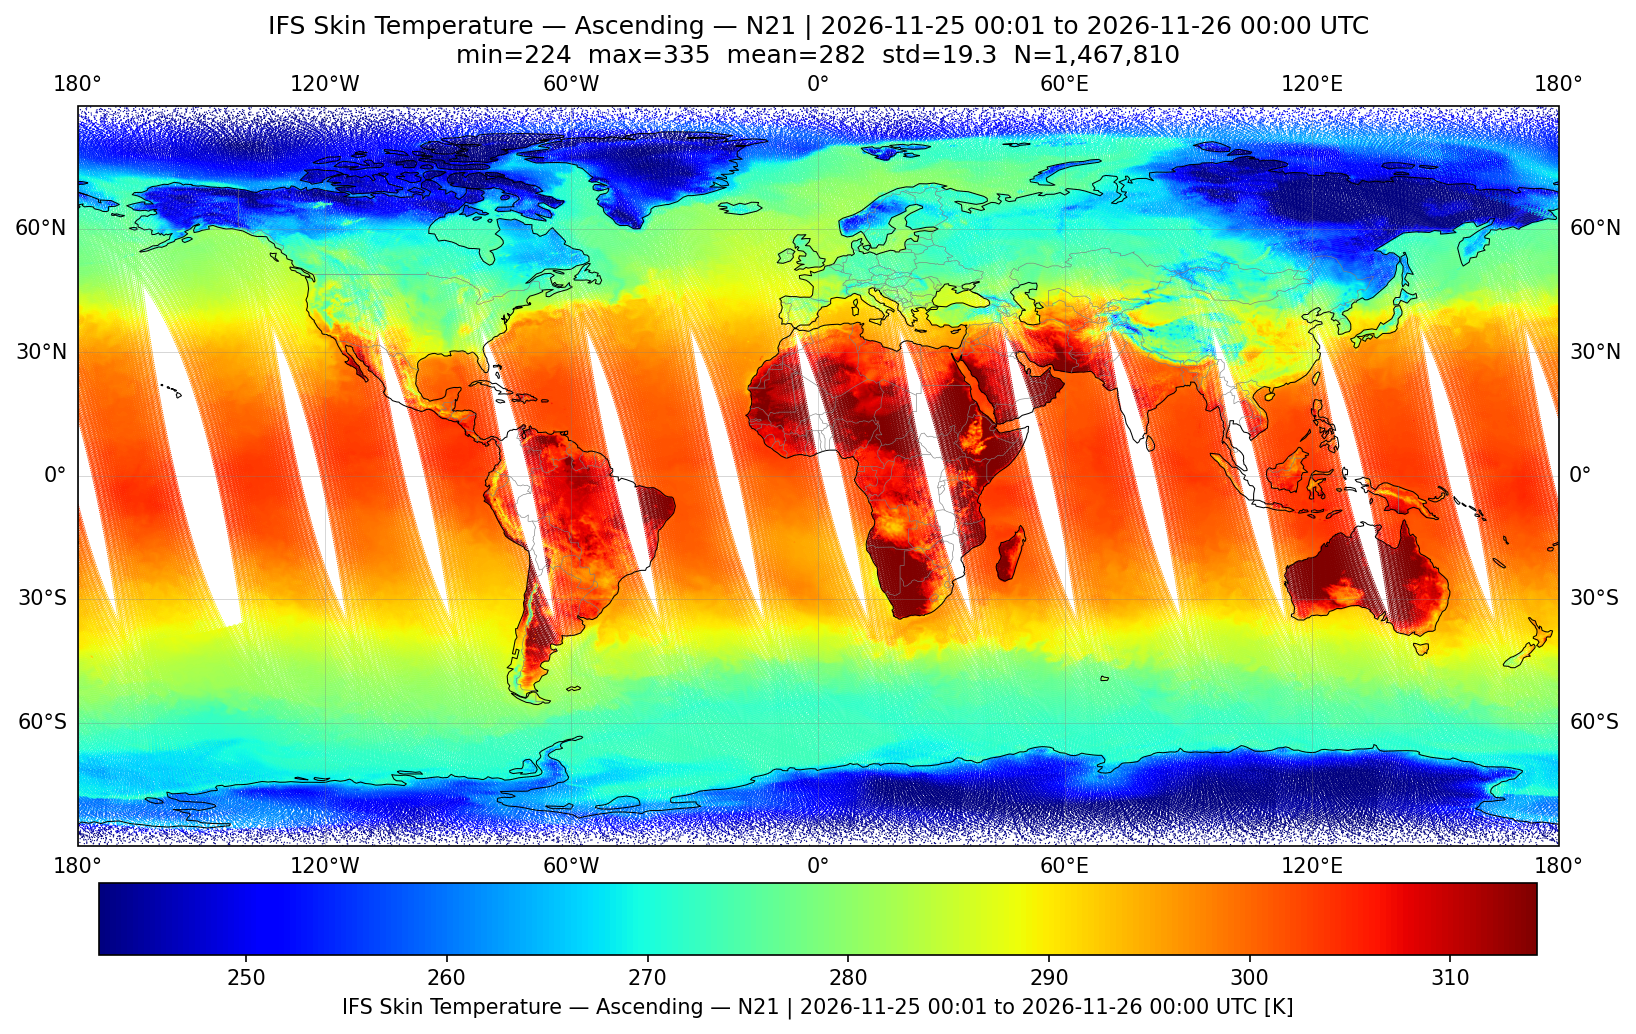 IFS Skin Temperature — Ascending — N21 | 2026-11-25 00:01 to 2026-11-26 00:00 UTC
min=224  max=335  mean=282  std=19.3  N=1,467,810
180° 120°W 60°W 0° 60°E 120°E 180°
60°N 60°N
30°N 30°N
0° 0°
30°S 30°S
60°S 60°S
180° 120°W 60°W 0° 60°E 120°E 180°
250 260 270 280 290 300 310
IFS Skin Temperature — Ascending — N21 | 2026-11-25 00:01 to 2026-11-26 00:00 UTC [K]